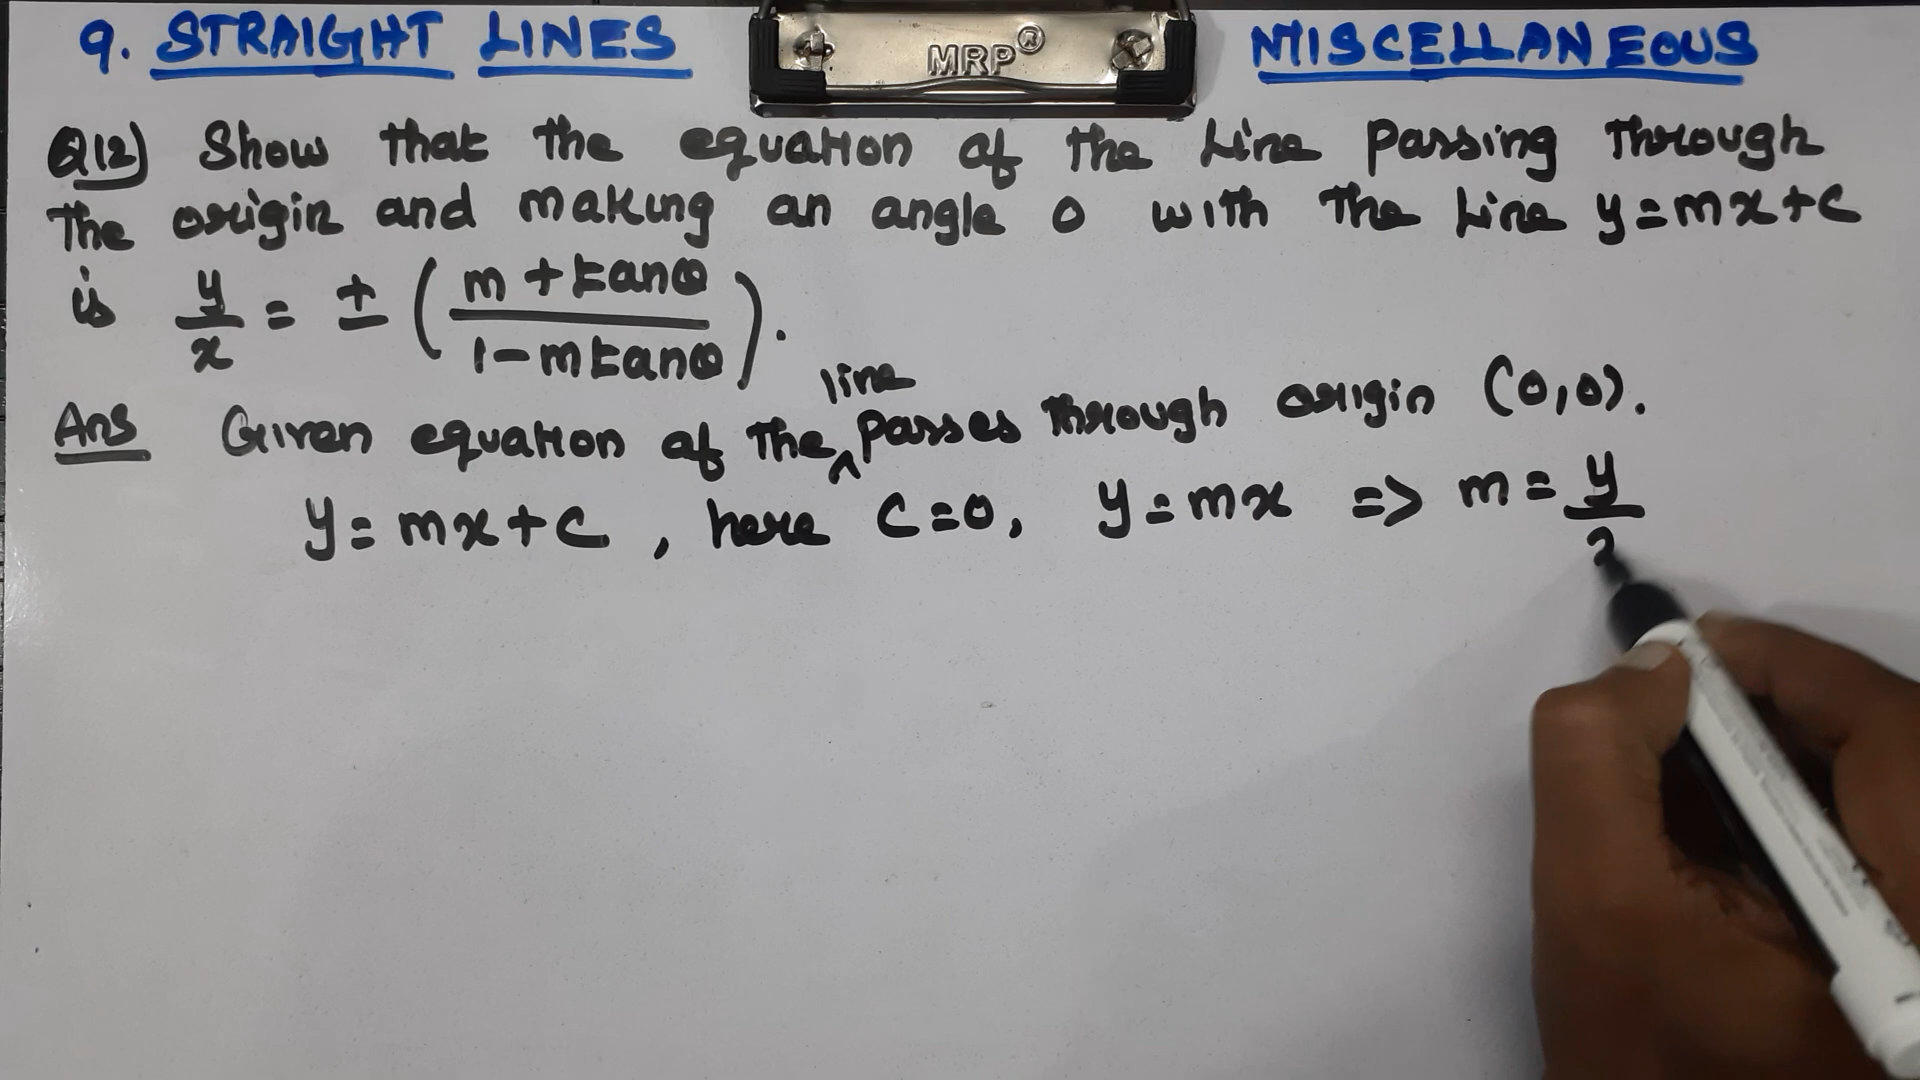 9. STRAIGHT LINES
MRP®
MISCELLANEOUS
Q12) Show that the equation of the Line passing through
The origin and making an angle θ with the Line y=mx+c
is y/x = ± (m+tanθ / 1-mtanθ).
Ans Given equation of the line passes through origin (0,0).
y=mx+c, here c=0, y=mx => m=y/